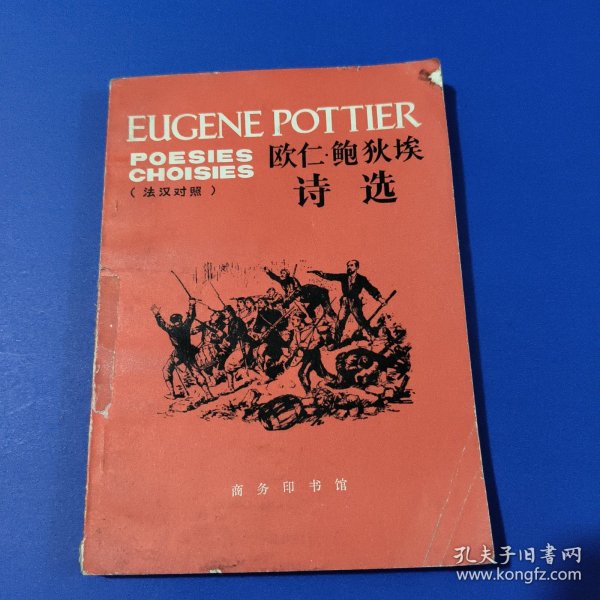 EUGENE POTTIER
POESIES
CHOISIES
（法汉对照）
欧仁·鲍狄埃
诗选
商务印书馆
孔夫子旧书网
www.kongfz.com